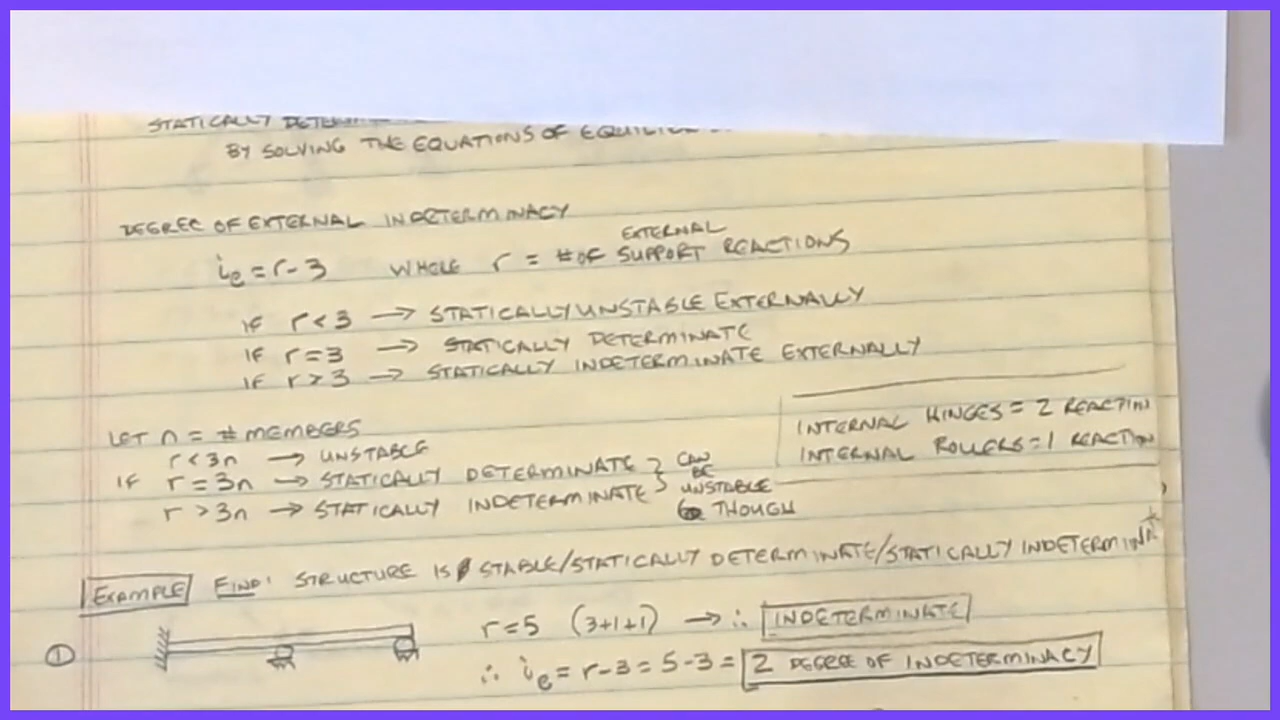 STATICALLY
BY SOLVING THE EQUATIONS OF
DEGREE OF EXTERNAL INDETERMINACY
EXTERNAL
ie = r - 3 WHERE r = # OF SUPPORT REACTIONS
IF r < 3 → STATICALLY UNSTABLE EXTERNALLY
IF r = 3 → STATICALLY DETERMINATE
IF r > 3 → STATICALLY INDETERMINATE EXTERNALLY
INTERNAL HINGES = 2 REACTION
INTERNAL ROLLERS = 1 REACTION
LET n = # MEMBERS
r < 3n → UNSTABLE
IF r = 3n → STATICALLY DETERMINATE
r > 3n → STATICALLY INDETERMINATE
CAN
BE
UNSTABLE
THOUGH
EXAMPLE FIND: STRUCTURE IS STABLE/STATICALLY DETERMINATE/STATICALLY INDETERMINAT
① r = 5 (3+1+1) → ∴ INDETERMINATE
∴ ie = r - 3 = 5 - 3 = 2 DEGREE OF INDETERMINACY